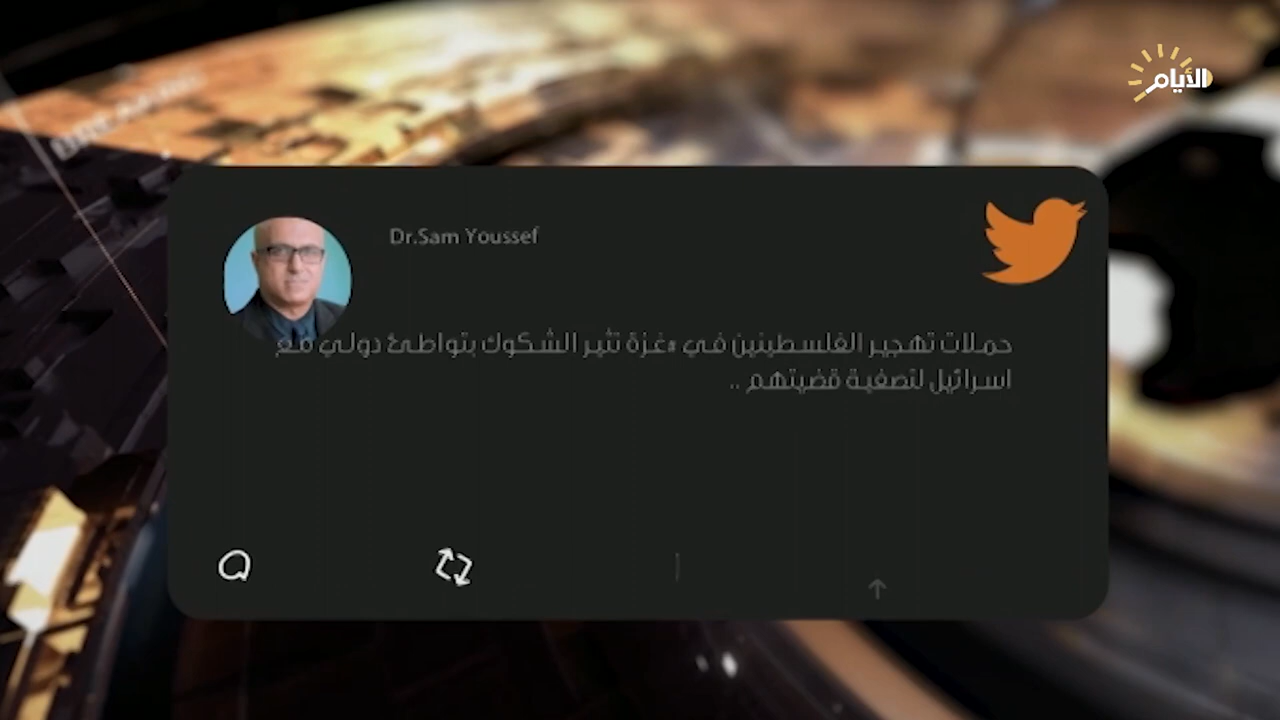 الأيام
Dr.Sam Youssef
حملات تهجير الفلسطينين في #غزة تثير الشكوك بتواطئ دولي مع
اسرائيل لتصفية قضيتهم ..